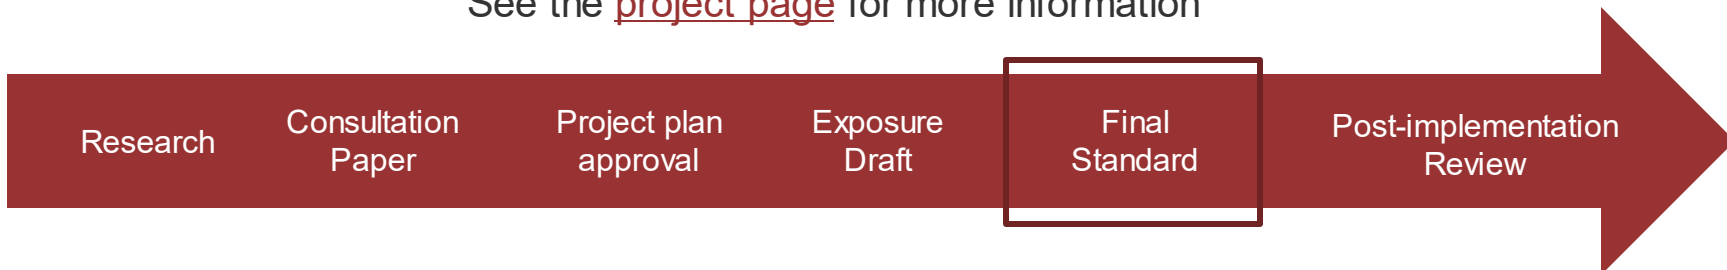 See the project page for more information
Research
Consultation
Paper
Project plan
approval
Exposure
Draft
Final
Standard
Post-implementation
Review